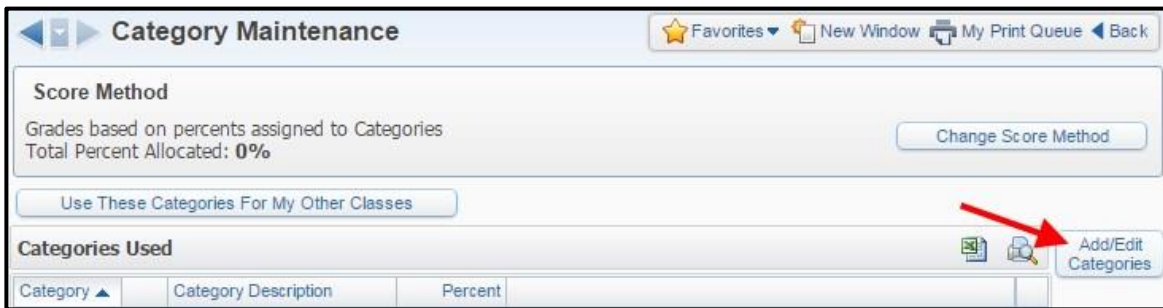 Category Maintenance
Favorites New Window My Print Queue Back
Score Method
Grades based on percents assigned to Categories
Total Percent Allocated: 0%
Change Score Method
Use These Categories For My Other Classes
Categories Used
Add/Edit
Categories
Category Category Description Percent